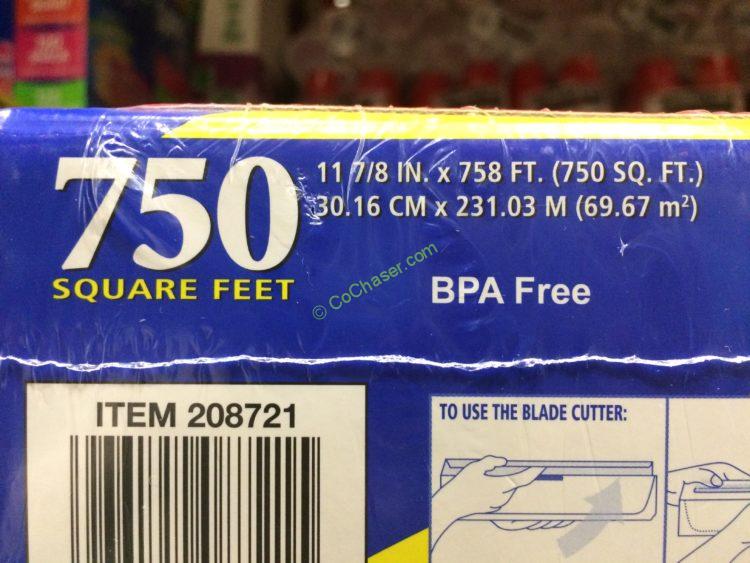 750
SQUARE FEET
11 7/8 IN. x 758 FT. (750 SQ. FT.)
30.16 CM x 231.03 M (69.67 m²)
© CoChaser.com
BPA Free
ITEM 208721
TO USE THE BLADE CUTTER: